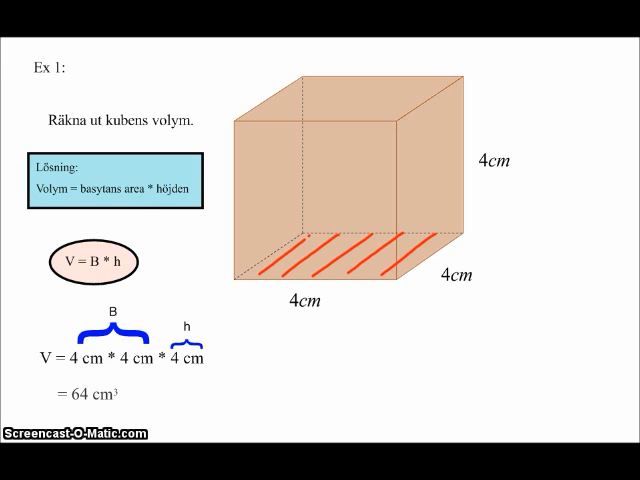 Ex 1:
Räkna ut kubens volym.
Lösning:
Volym = basytans area * höjden
V = B * h
B
h
V = 4 cm * 4 cm * 4 cm
= 64 cm³
4cm
4cm
4cm
Screencast-O-Matic.com